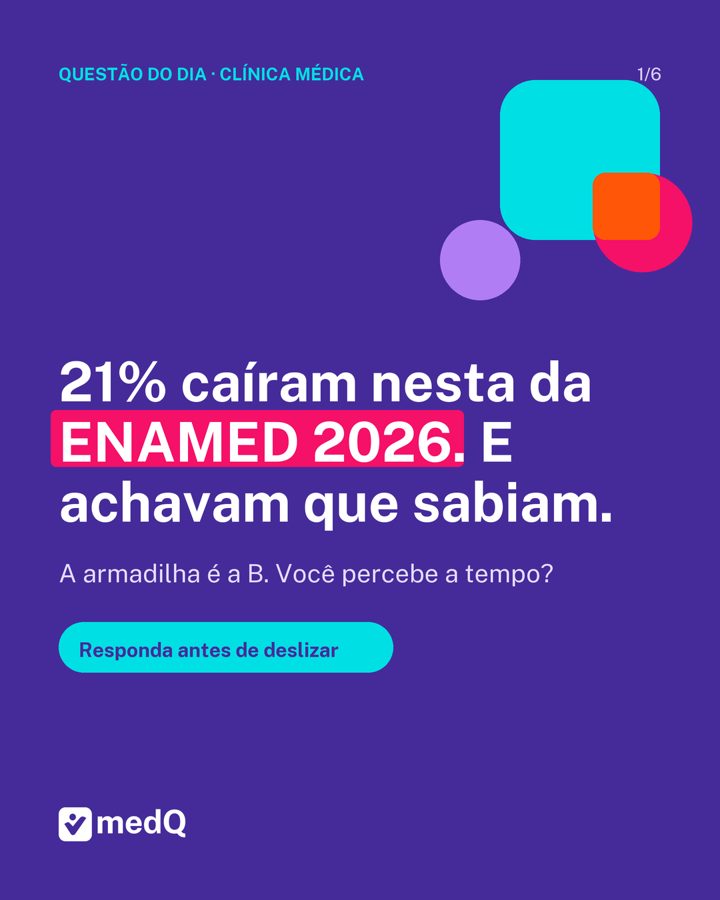 QUESTÃO DO DIA · CLÍNICA MÉDICA
1/6
21% caíram nesta da
ENAMED 2026. E
achavam que sabiam.
A armadilha é a B. Você percebe a tempo?
Responda antes de deslizar
medQ